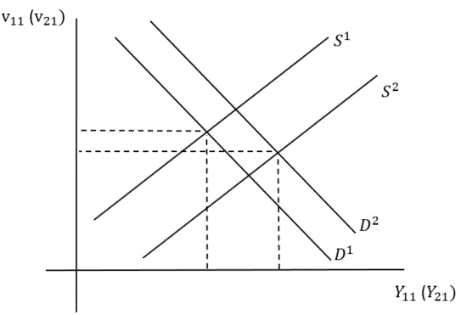 v₁₁ (v₂₁)
S¹
S²
D²
D¹
Y₁₁ (Y₂₁)